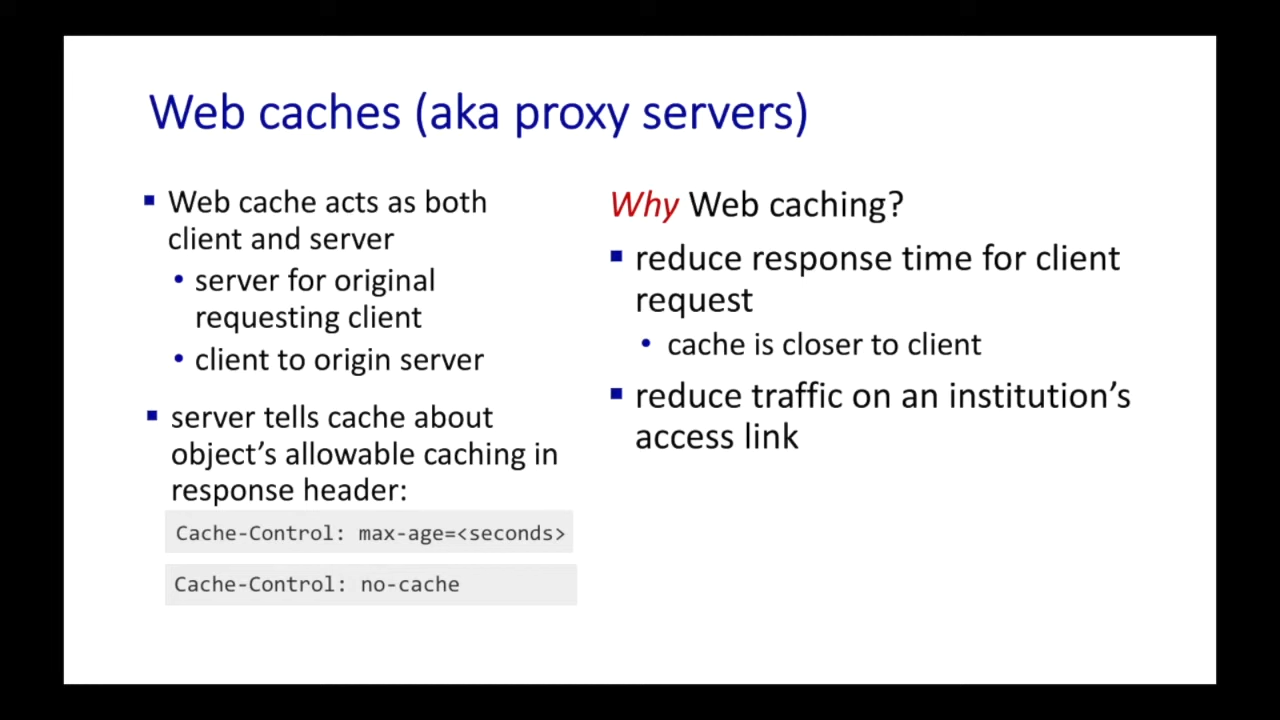 Web caches (aka proxy servers)
▪ Web cache acts as both
client and server
• server for original
requesting client
• client to origin server
▪ server tells cache about
object’s allowable caching in
response header:
Cache-Control: max-age=<seconds>
Cache-Control: no-cache
Why Web caching?
▪ reduce response time for client
request
• cache is closer to client
▪ reduce traffic on an institution’s
access link